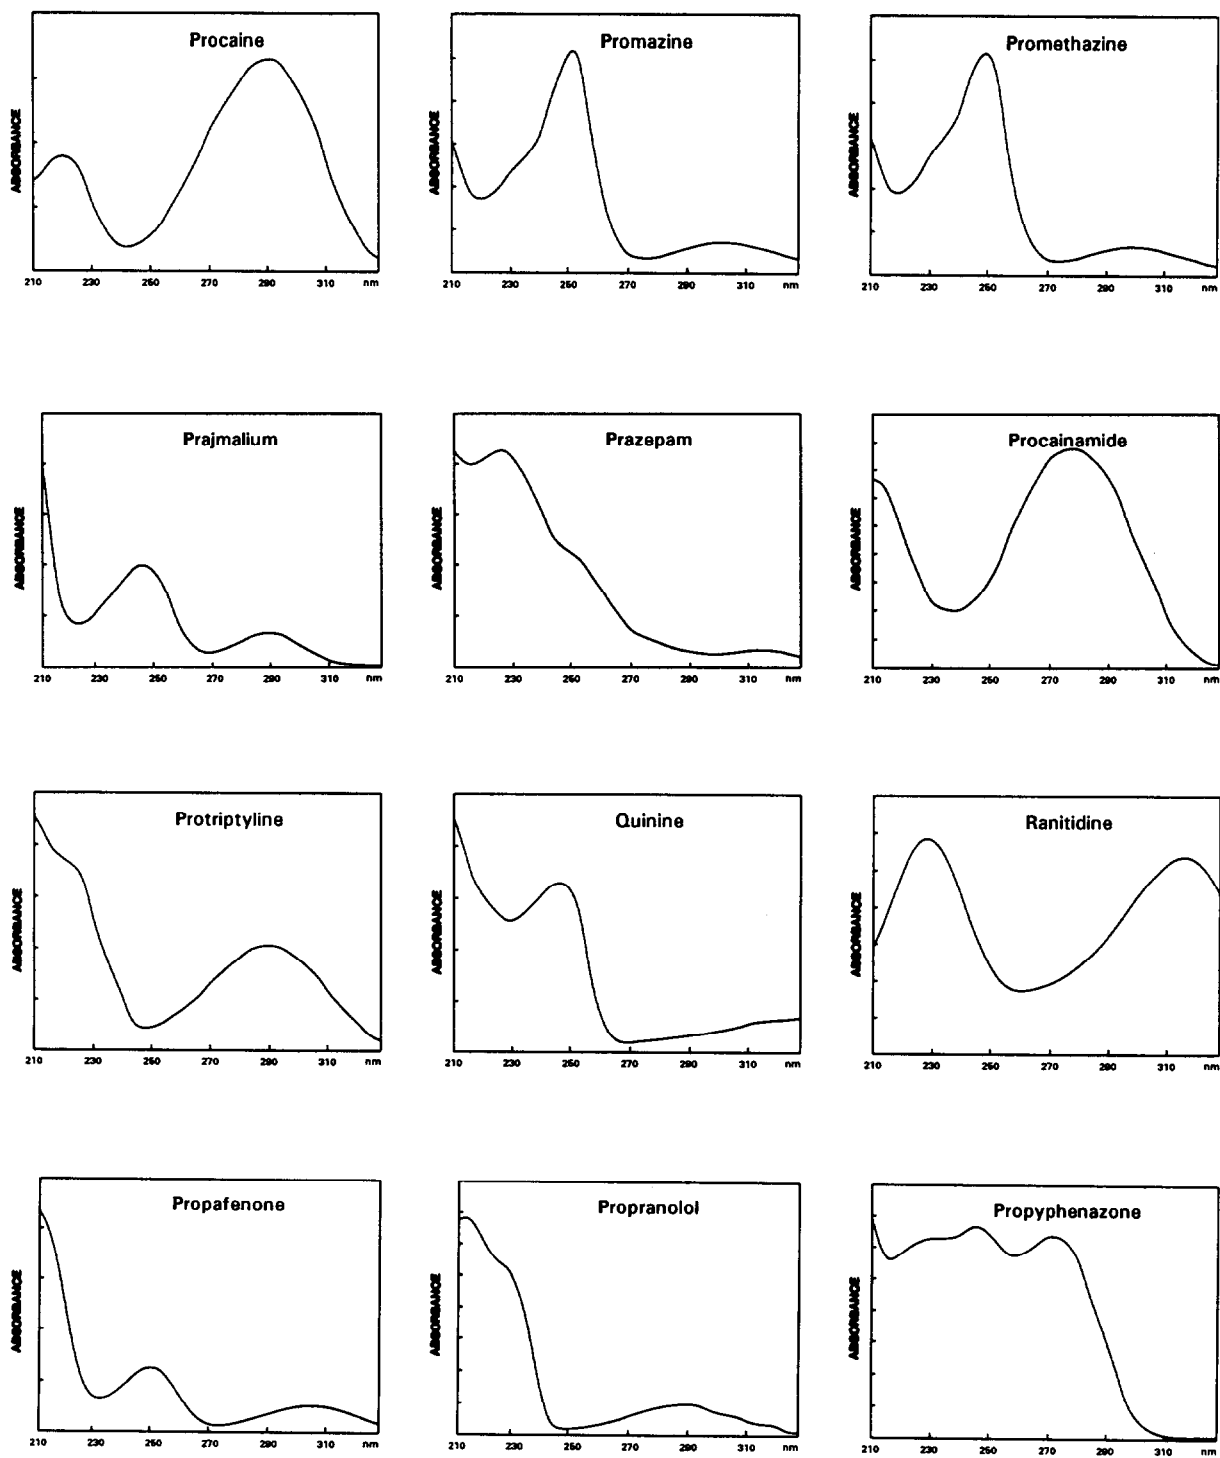 Procaine
ABSORBANCE
210 230 250 270 290 310 nm
Promazine
ABSORBANCE
210 230 250 270 290 310 nm
Promethazine
ABSORBANCE
210 230 250 270 290 310 nm
Prajmalium
ABSORBANCE
210 230 250 270 290 310 nm
Prazepam
ABSORBANCE
210 230 250 270 290 310 nm
Procainamide
ABSORBANCE
210 230 250 270 290 310 nm
Protriptyline
ABSORBANCE
210 230 250 270 290 310 nm
Quinine
ABSORBANCE
210 230 250 270 290 310 nm
Ranitidine
ABSORBANCE
210 230 250 270 290 310 nm
Propafenone
ABSORBANCE
210 230 250 270 290 310 nm
Propranolol
ABSORBANCE
210 230 250 270 290 310 nm
Propyphenazone
ABSORBANCE
210 230 250 270 290 310 nm